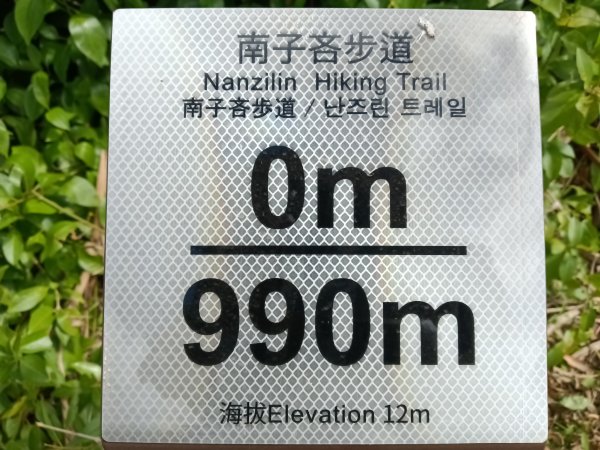 南子吝步道
Nanzilin Hiking Trail
南子吝歩道 / 난즈린 트레일
0m
990m
海拔Elevation 12m